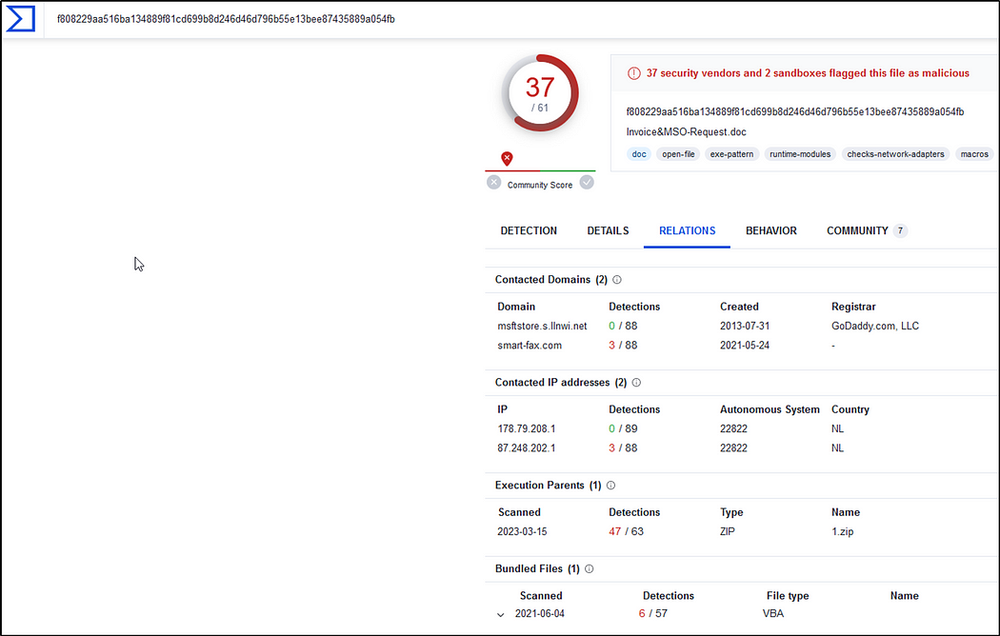 f808229aa516ba134889f81cd699b8d246d46d796b55e13bee87435889a054fb
37
/ 61
Community Score
37 security vendors and 2 sandboxes flagged this file as malicious
f808229aa516ba134889f81cd699b8d246d46d796b55e13bee87435889a054fb
Invoice&MSO-Request.doc
doc open-file exe-pattern runtime-modules checks-network-adapters macros
DETECTION DETAILS RELATIONS BEHAVIOR COMMUNITY 7
Contacted Domains (2)
Domain Detections Created Registrar
msftstore.s.llnwi.net 0 / 88 2013-07-31 GoDaddy.com, LLC
smart-fax.com 3 / 88 2021-05-24 -
Contacted IP addresses (2)
IP Detections Autonomous System Country
178.79.208.1 0 / 89 22822 NL
87.248.202.1 3 / 88 22822 NL
Execution Parents (1)
Scanned Detections Type Name
2023-03-15 47 / 63 ZIP 1.zip
Bundled Files (1)
Scanned Detections File type Name
2021-06-04 6 / 57 VBA